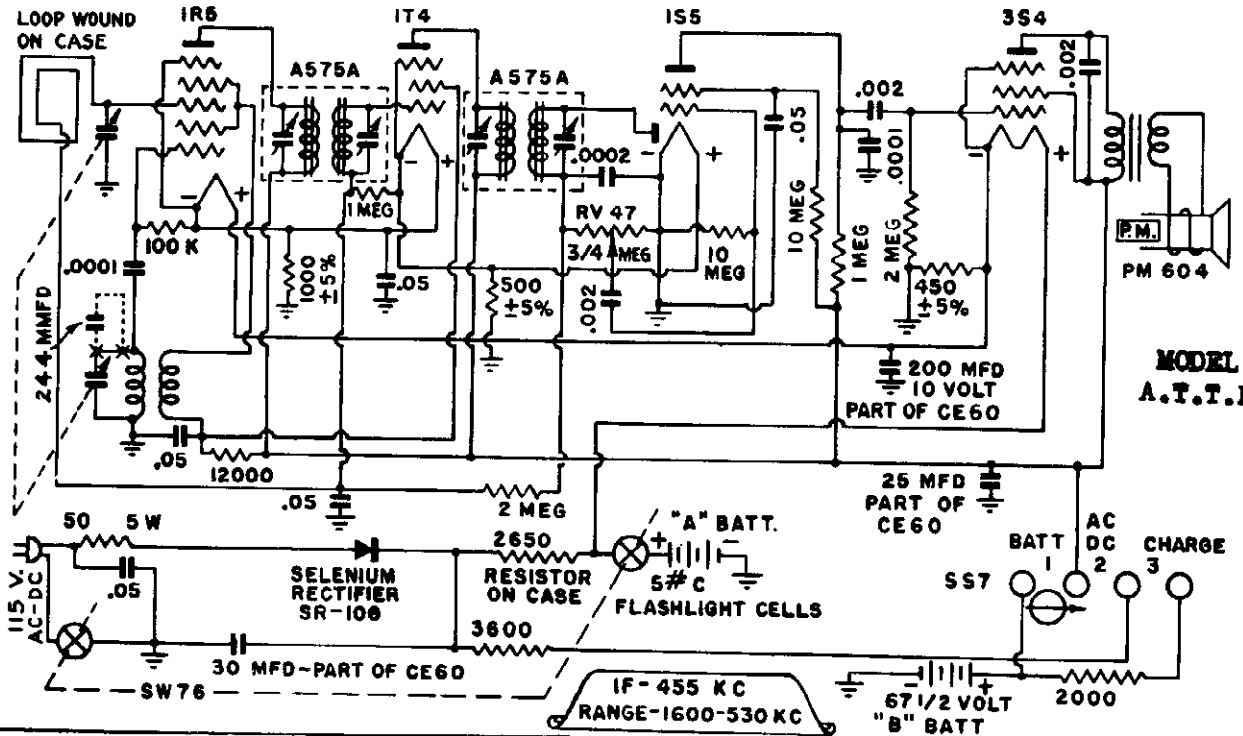 LOOP WOUND
ON CASE
1R5
1T4
1S5
3S4
A575A
A575A
.002
.002
.05
.0001
.0002
1 MEG
RV 47
3/4 MEG
10
MEG
10 MEG
1 MEG
2 MEG
450
±5%
P.M.
PM 604
100 K
.0001
1000
±5%
.05
500
±5%
.002
244 MMFD
200 MFD
10 VOLT
PART OF CE60
MODEL
A.T.T.
.05
12000
.05
2 MEG
25 MFD
PART OF
CE60
115 V.
AC-DC
50 5 W
.05
SELENIUM
RECTIFIER
SR-100
2650
RESISTOR
ON CASE
"A" BATT.
+ -
5#C
FLASHLIGHT CELLS
BATT
1
AC
DC
2
CHARGE
3
SS7
3600
30 MFD-PART OF CE60
SW76
IF-455 KC
RANGE-1600-530 KC
- +
67 1/2 VOLT
"B" BATT
2000